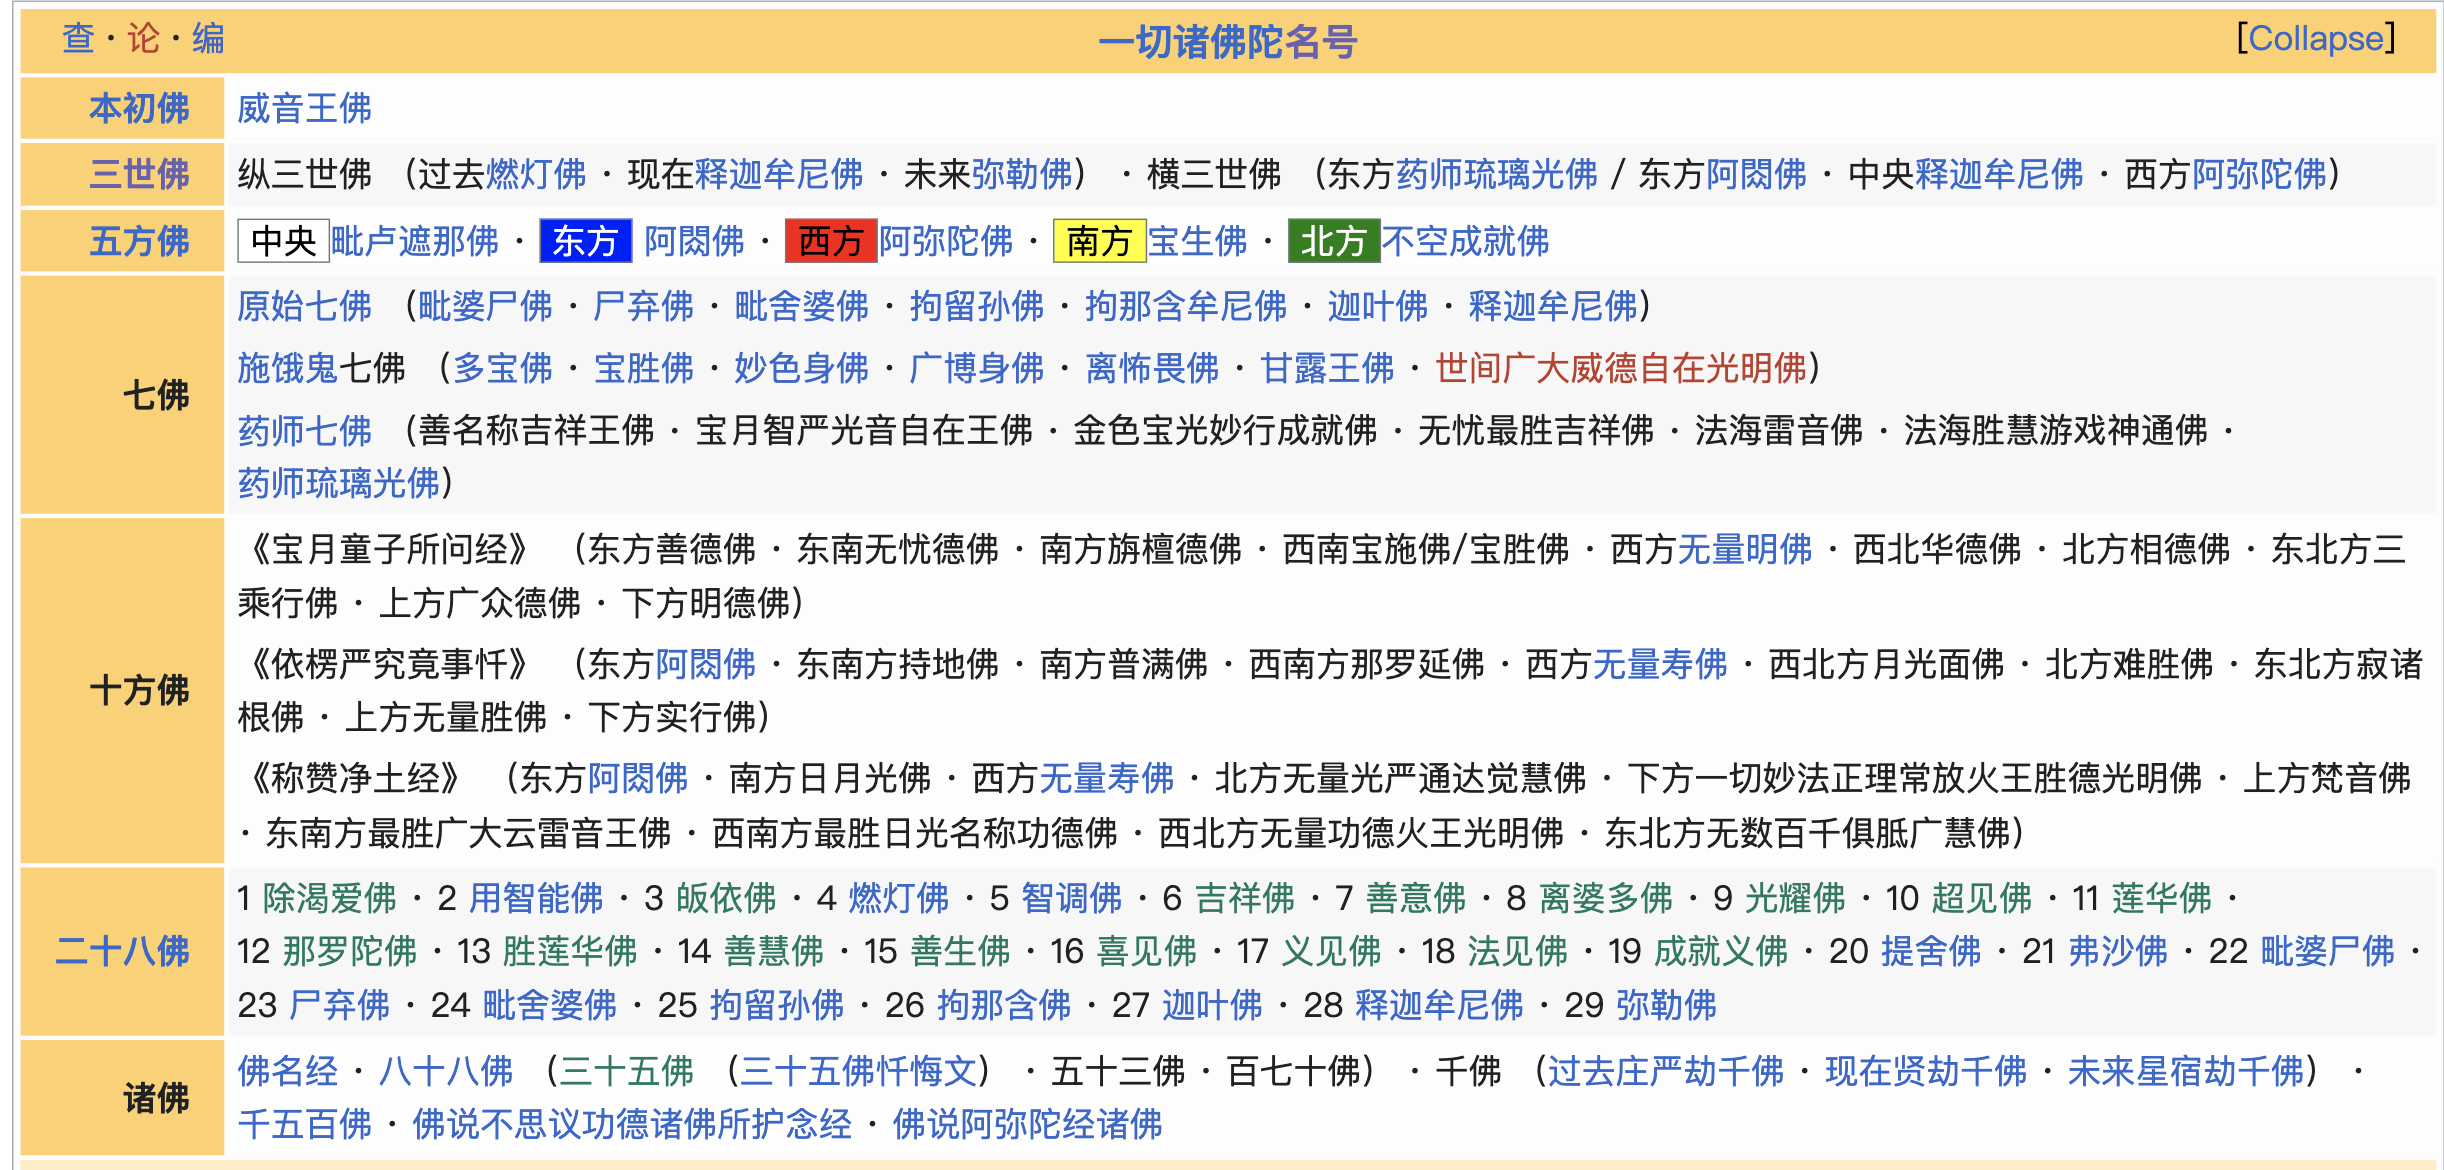 查·论·编 一切诸佛陀名号 [Collapse]
本初佛 威音王佛
三世佛 纵三世佛 (过去燃灯佛 · 现在释迦牟尼佛 · 未来弥勒佛) · 横三世佛 (东方药师琉璃光佛 / 东方阿閦佛 · 中央释迦牟尼佛 · 西方阿弥陀佛)
五方佛 中央 毗卢遮那佛 · 东方 阿閦佛 · 西方 阿弥陀佛 · 南方 宝生佛 · 北方 不空成就佛
原始七佛 (毗婆尸佛 · 尸弃佛 · 毗舍婆佛 · 拘留孙佛 · 拘那含牟尼佛 · 迦叶佛 · 释迦牟尼佛)
施饿鬼七佛 (多宝佛 · 宝胜佛 · 妙色身佛 · 广博身佛 · 离怖畏佛 · 甘露王佛 · 世间广大威德自在光明佛)
七佛
药师七佛 (善名称吉祥王佛 · 宝月智严光音自在王佛 · 金色宝光妙行成就佛 · 无忧最胜吉祥佛 · 法海雷音佛 · 法海胜慧游戏神通佛 ·
药师琉璃光佛)
《宝月童子所问经》 (东方善德佛 · 东南无忧德佛 · 南方旃檀德佛 · 西南宝施佛/宝胜佛 · 西方无量明佛 · 西北华德佛 · 北方相德佛 · 东北方三
乘行佛 · 上方广众德佛 · 下方明德佛)
《依楞严究竟事忏》 (东方阿閦佛 · 东南方持地佛 · 南方普满佛 · 西南方那罗延佛 · 西方无量寿佛 · 西北方月光面佛 · 北方难胜佛 · 东北方寂诸
十方佛
根佛 · 上方无量胜佛 · 下方实行佛)
《称赞净土经》 (东方阿閦佛 · 南方日月光佛 · 西方无量寿佛 · 北方无量光严通达觉慧佛 · 下方一切妙法正理常放火王胜德光明佛 · 上方梵音佛
· 东南方最胜广大云雷音王佛 · 西南方最胜日光名称功德佛 · 西北方无量功德火王光明佛 · 东北方无数百千俱胝广慧佛)
1 除渴爱佛 · 2 用智能佛 · 3 皈依佛 · 4 燃灯佛 · 5 智调佛 · 6 吉祥佛 · 7 善意佛 · 8 离婆多佛 · 9 光耀佛 · 10 超见佛 · 11 莲华佛 ·
二十八佛 12 那罗陀佛 · 13 胜莲华佛 · 14 善慧佛 · 15 善生佛 · 16 喜见佛 · 17 义见佛 · 18 法见佛 · 19 成就义佛 · 20 提舍佛 · 21 弗沙佛 · 22 毗婆尸佛 ·
23 尸弃佛 · 24 毗舍婆佛 · 25 拘留孙佛 · 26 拘那含佛 · 27 迦叶佛 · 28 释迦牟尼佛 · 29 弥勒佛
诸佛
佛名经 · 八十八佛 (三十五佛 (三十五佛忏悔文) · 五十三佛 · 百七十佛) · 千佛 (过去庄严劫千佛 · 现在贤劫千佛 · 未来星宿劫千佛) ·
千五百佛 · 佛说不思议功德诸佛所护念经 · 佛说阿弥陀经诸佛